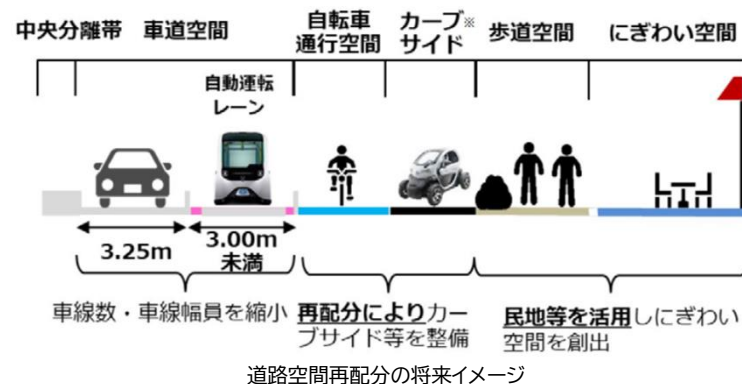 中央分離帯
車道空間
自転車
通行空間
カーブ※
サイド
歩道空間
にぎわい空間
自動運転
レーン
3.25m
3.00m
未満
車線数・車線幅員を縮小
再配分によりカー
ブサイド等を整備
民地等を活用しにぎわい
空間を創出
道路空間再配分の将来イメージ